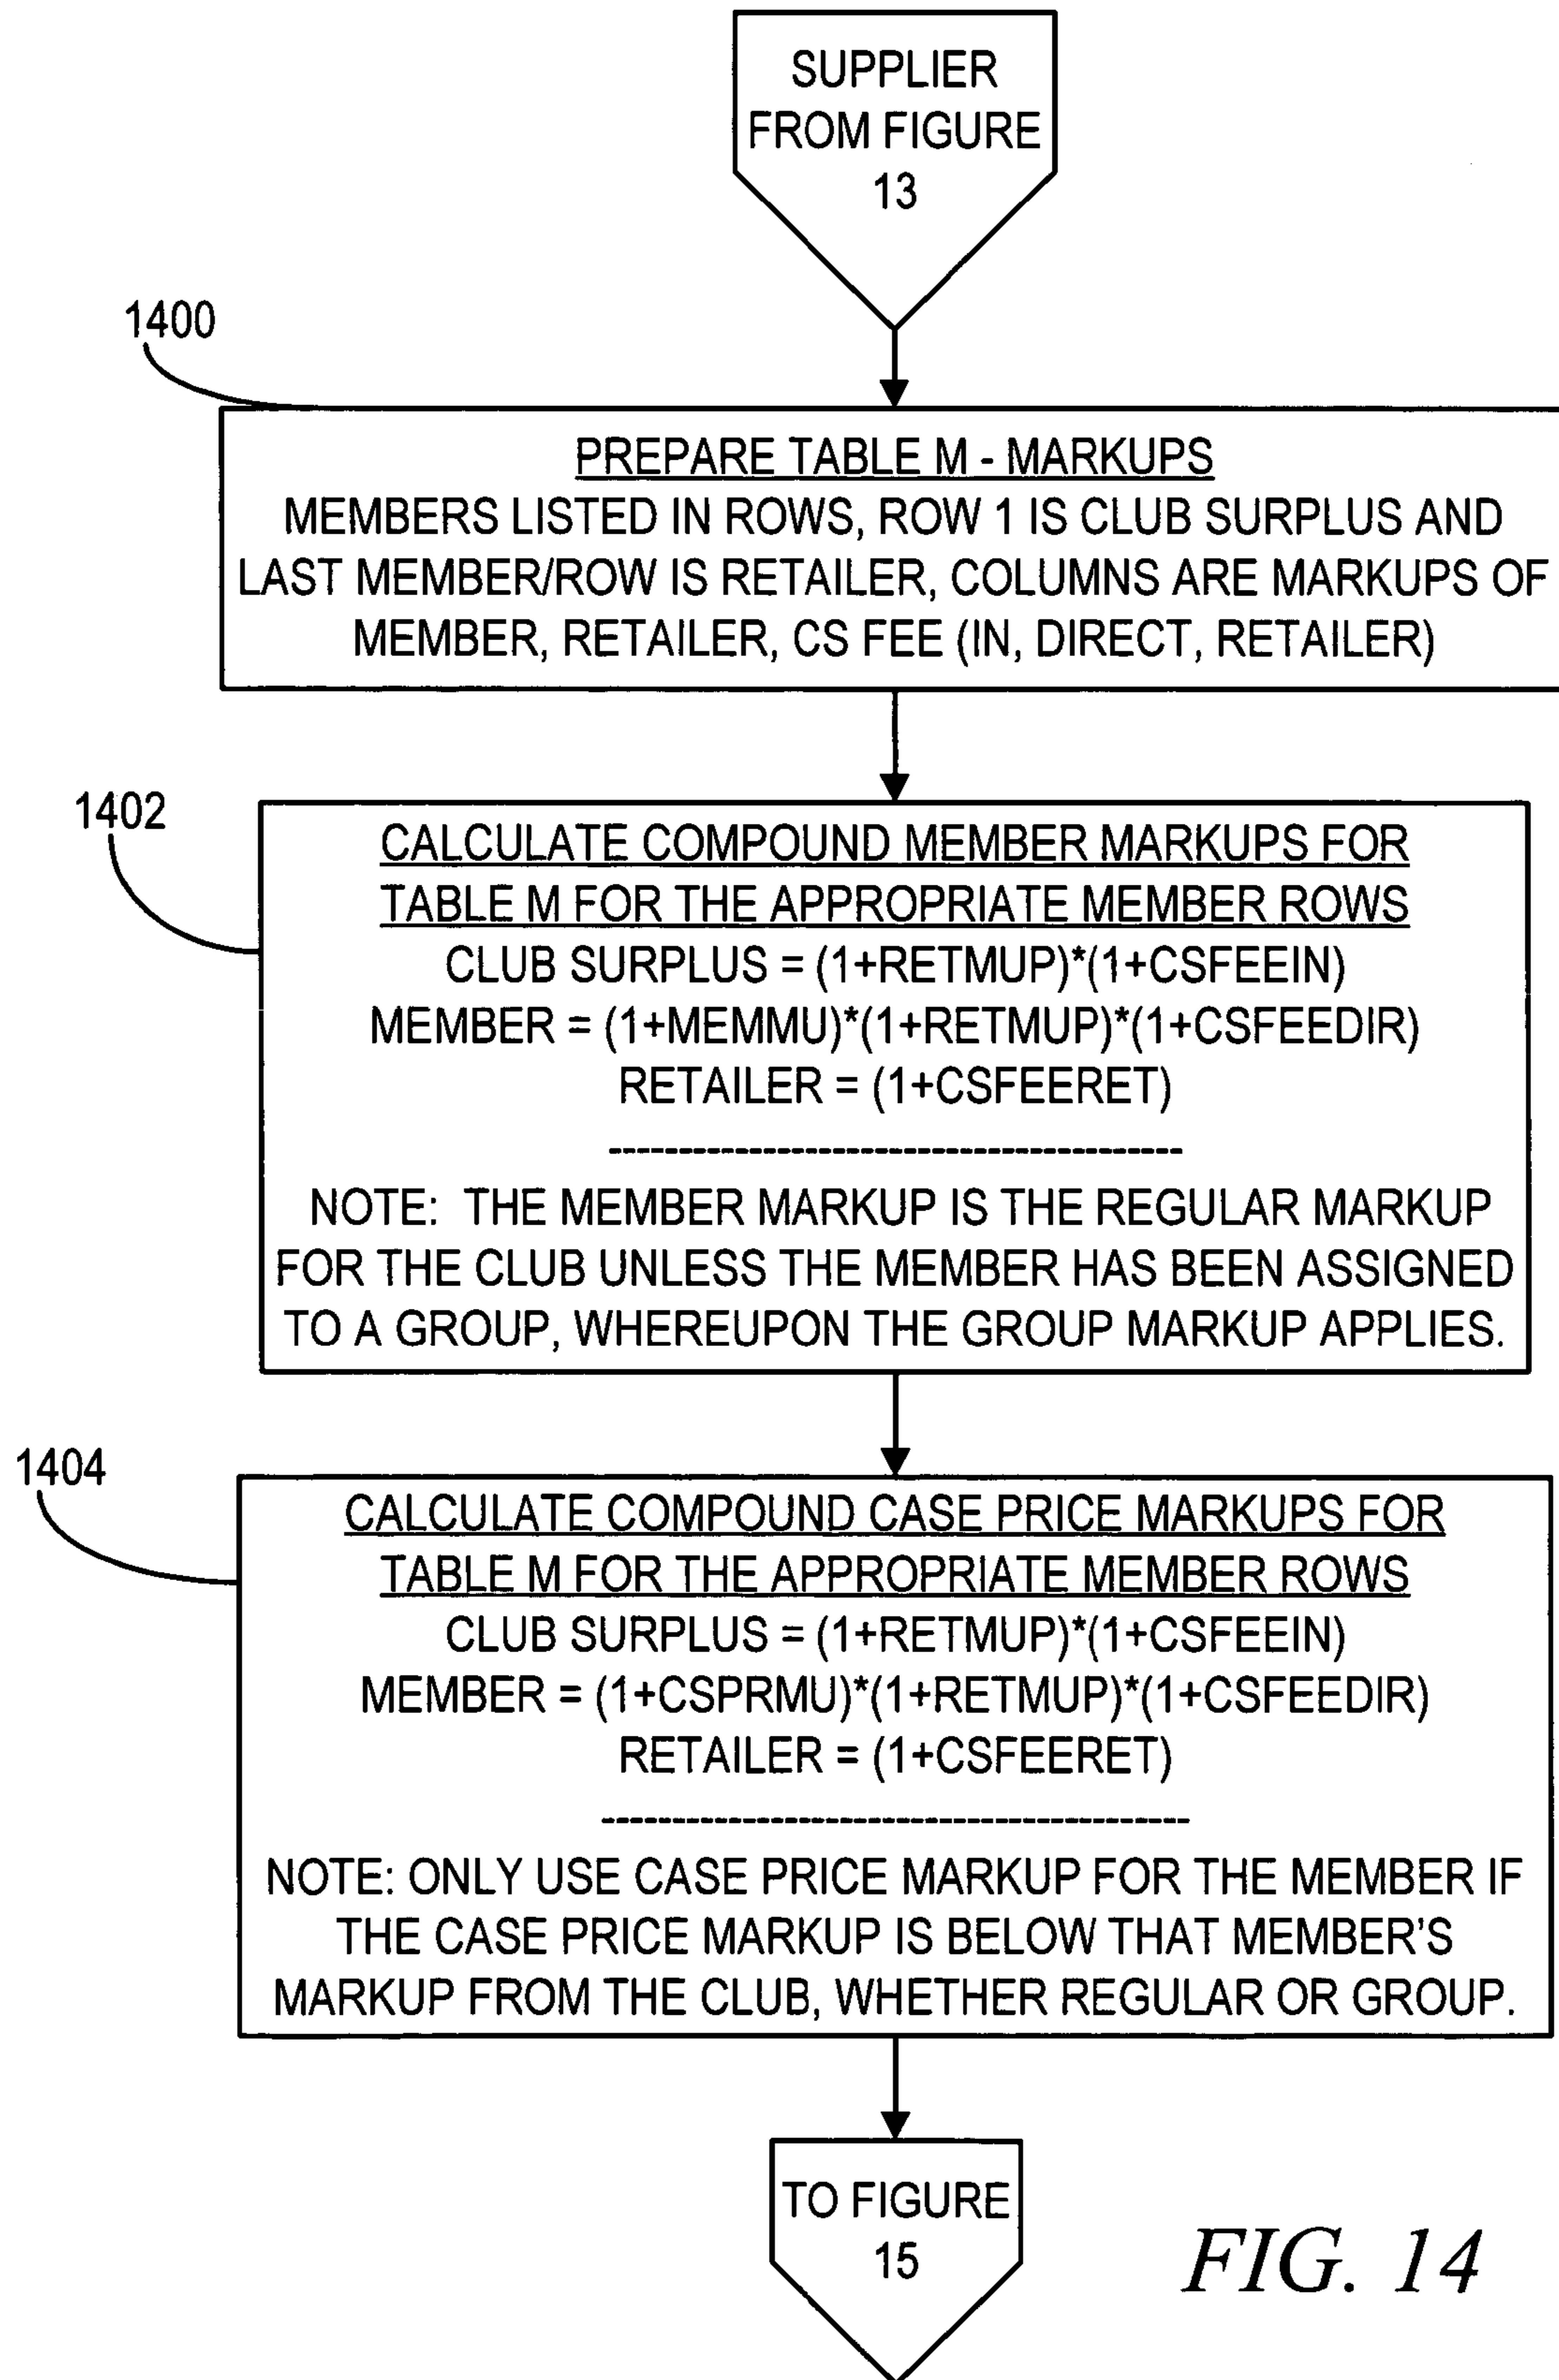 SUPPLIER
FROM FIGURE
13
1400
PREPARE TABLE M - MARKUPS
MEMBERS LISTED IN ROWS, ROW 1 IS CLUB SURPLUS AND
LAST MEMBER/ROW IS RETAILER, COLUMNS ARE MARKUPS OF
MEMBER, RETAILER, CS FEE (IN, DIRECT, RETAILER)
1402
CALCULATE COMPOUND MEMBER MARKUPS FOR
TABLE M FOR THE APPROPRIATE MEMBER ROWS
CLUB SURPLUS = (1+RETMUP)*(1+CSFEEIN)
MEMBER = (1+MEMMU)*(1+RETMUP)*(1+CSFEEDIR)
RETAILER = (1+CSFEERET)
-----------------------------------------
NOTE: THE MEMBER MARKUP IS THE REGULAR MARKUP
FOR THE CLUB UNLESS THE MEMBER HAS BEEN ASSIGNED
TO A GROUP, WHEREUPON THE GROUP MARKUP APPLIES.
1404
CALCULATE COMPOUND CASE PRICE MARKUPS FOR
TABLE M FOR THE APPROPRIATE MEMBER ROWS
CLUB SURPLUS = (1+RETMUP)*(1+CSFEEIN)
MEMBER = (1+CSPRMU)*(1+RETMUP)*(1+CSFEEDIR)
RETAILER = (1+CSFEERET)
------------------------------------------
NOTE: ONLY USE CASE PRICE MARKUP FOR THE MEMBER IF
THE CASE PRICE MARKUP IS BELOW THAT MEMBER'S
MARKUP FROM THE CLUB, WHETHER REGULAR OR GROUP.
TO FIGURE
15
FIG. 14